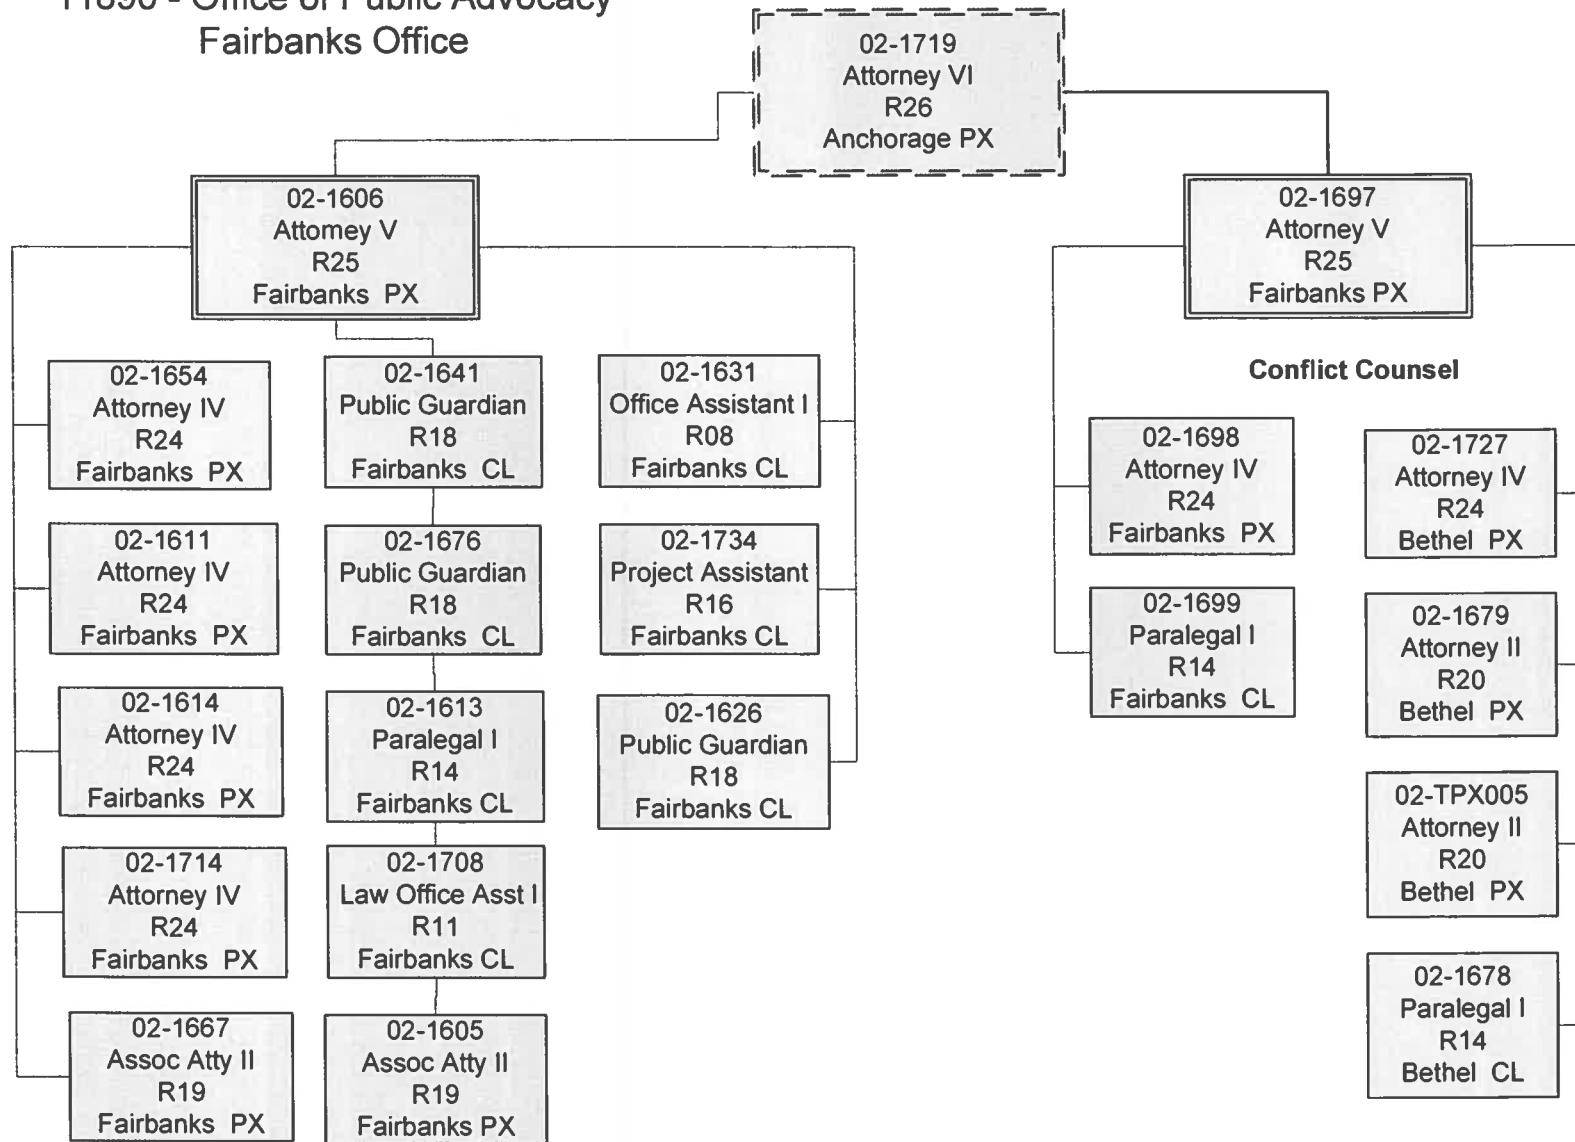 11890 - Office of Public Advocacy
Fairbanks Office
02-1719
Attorney VI
R26
Anchorage PX
02-1606
Attorney V
R25
Fairbanks PX
02-1697
Attorney V
R25
Fairbanks PX
02-1654
Attorney IV
R24
Fairbanks PX
02-1611
Attorney IV
R24
Fairbanks PX
02-1614
Attorney IV
R24
Fairbanks PX
02-1714
Attorney IV
R24
Fairbanks PX
02-1667
Assoc Atty II
R19
Fairbanks PX
02-1641
Public Guardian
R18
Fairbanks CL
02-1676
Public Guardian
R18
Fairbanks CL
02-1613
Paralegal I
R14
Fairbanks CL
02-1708
Law Office Asst I
R11
Fairbanks CL
02-1605
Assoc Atty II
R19
Fairbanks PX
02-1631
Office Assistant I
R08
Fairbanks CL
02-1734
Project Assistant
R16
Fairbanks CL
02-1626
Public Guardian
R18
Fairbanks CL
Conflict Counsel
02-1698
Attorney IV
R24
Fairbanks PX
02-1699
Paralegal I
R14
Fairbanks CL
02-1727
Attorney IV
R24
Bethel PX
02-1679
Attorney II
R20
Bethel PX
02-TPX005
Attorney II
R20
Bethel PX
02-1678
Paralegal I
R14
Bethel CL